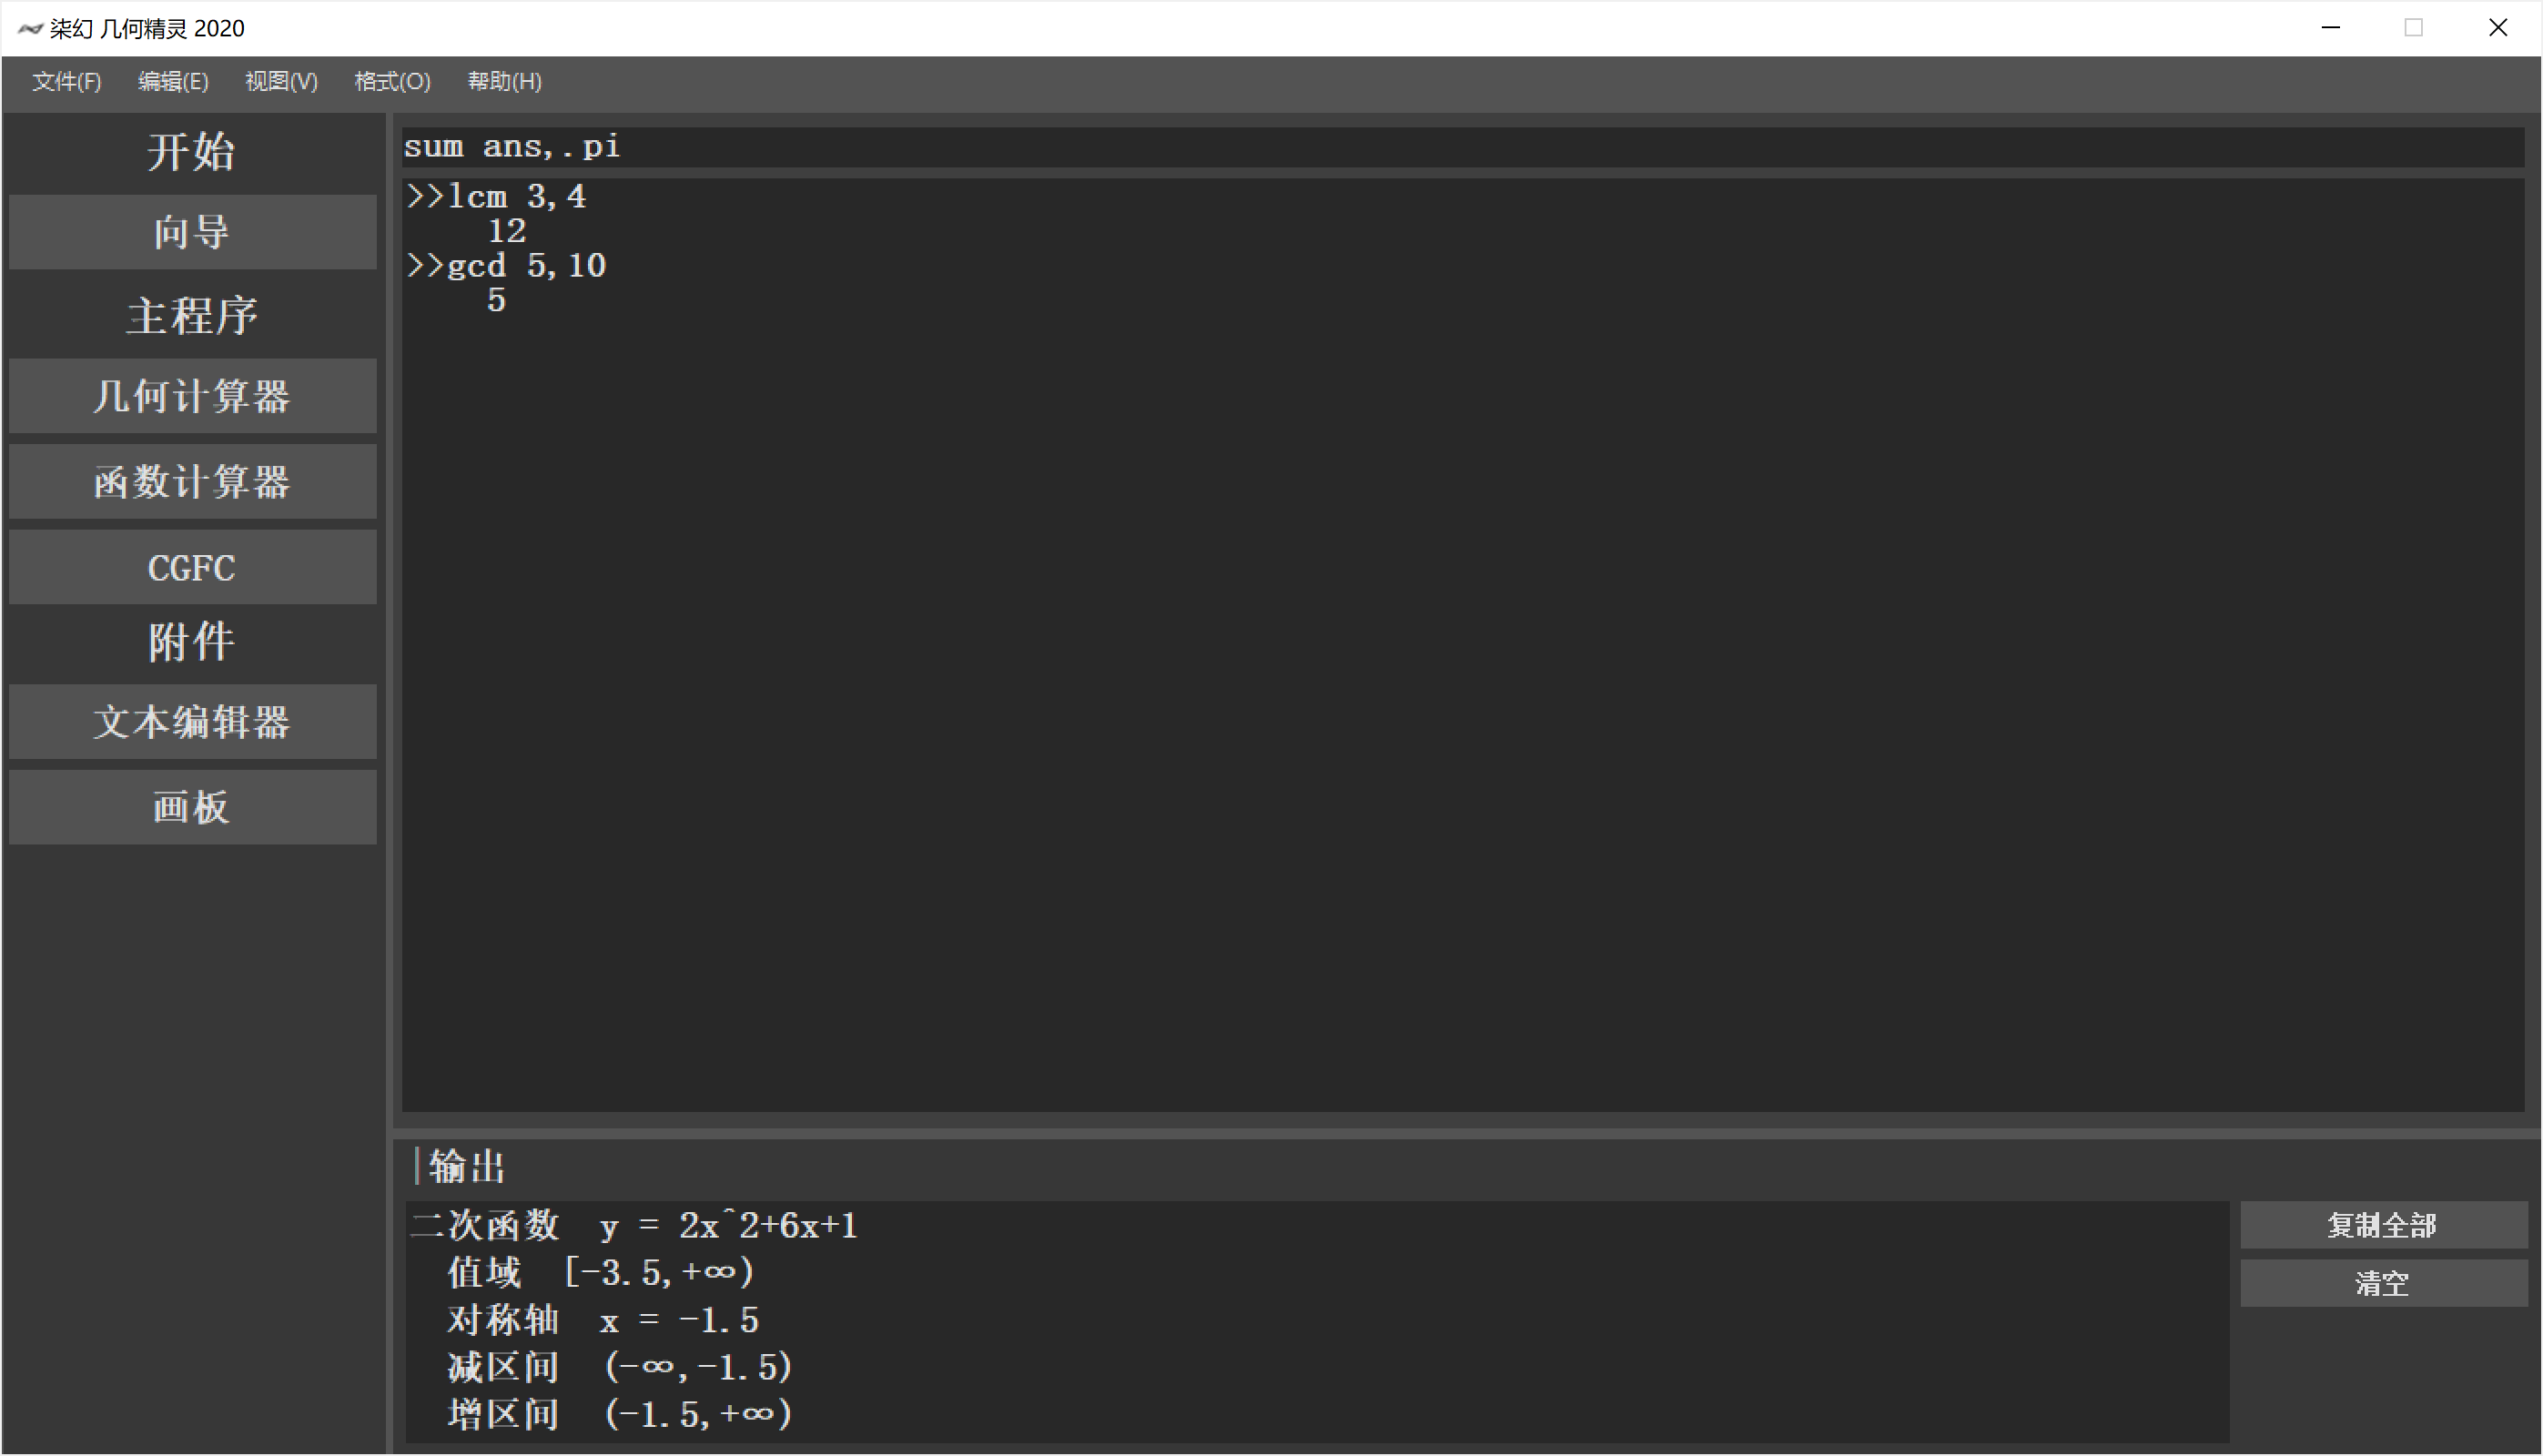 柒幻 几何精灵 2020
文件(F) 编辑(E) 视图(V) 格式(O) 帮助(H)
开始
向导
主程序
几何计算器
函数计算器
CGFC
附件
文本编辑器
画板
sum ans,.pi
>>lcm 3,4
12
>>gcd 5,10
5
输出
二次函数 y = 2x^2+6x+1
值域 [-3.5,+∞)
对称轴 x = -1.5
减区间 (-∞,-1.5)
增区间 (-1.5,+∞)
复制全部
清空